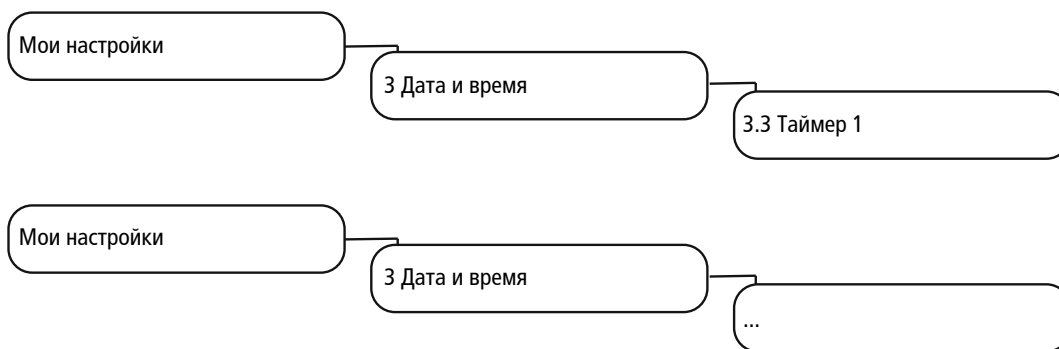 Мои настройки
3 Дата и время
3.3 Таймер 1
Мои настройки
3 Дата и время
...